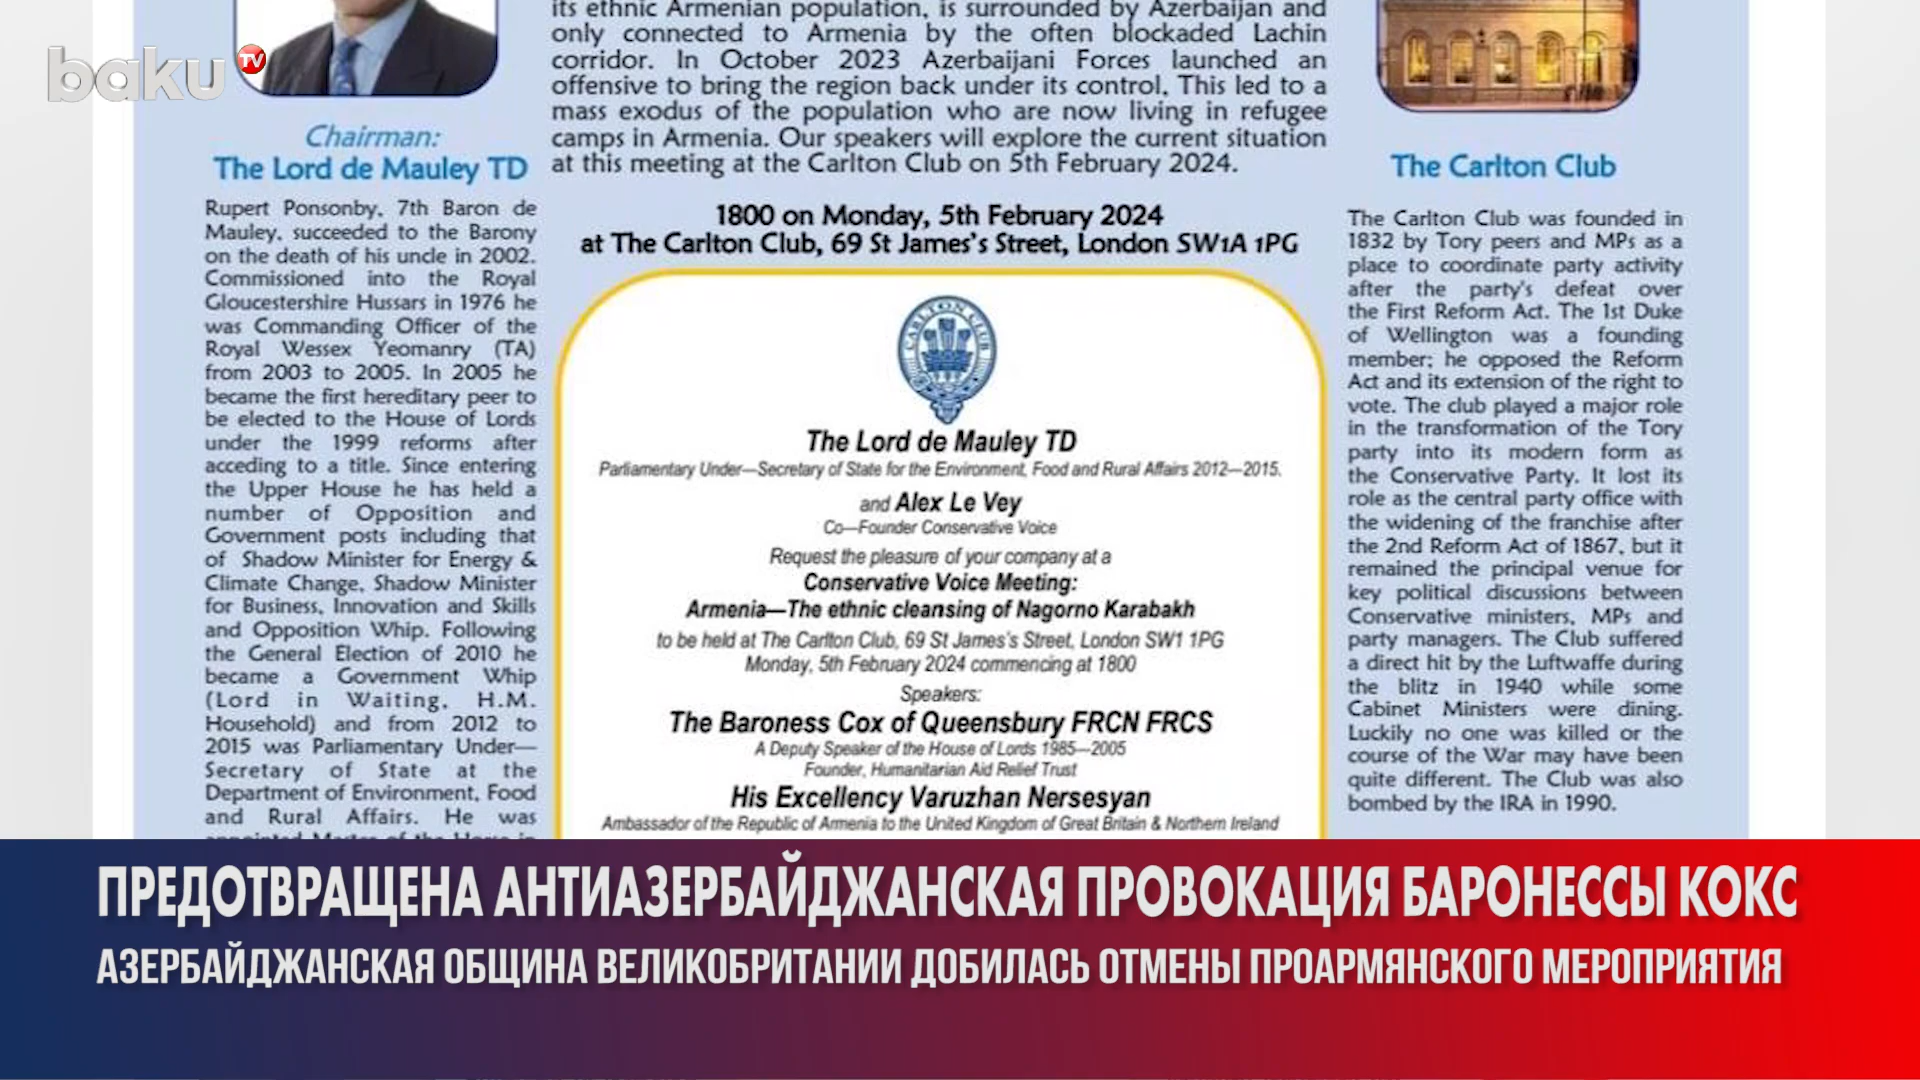 baku TV
Chairman:
The Lord de Mauley TD
Rupert Ponsonby, 7th Baron de
Mauley, succeeded to the Barony
on the death of his uncle in 2002.
Commissioned into the Royal
Gloucestershire Hussars in 1976 he
was Commanding Officer of the
Royal Wessex Yeomanry (TA)
from 2003 to 2005. In 2005 he
became the first hereditary peer to
be elected to the House of Lords
under the 1999 reforms after
acceding to a title. Since entering
the Upper House he has held a
number of Opposition and
Government posts including that
of Shadow Minister for Energy &
Climate Change, Shadow Minister
for Business, Innovation and Skills
and Opposition Whip. Following
the General Election of 2010 he
became a Government Whip
(Lord in Waiting, H.M.
Household) and from 2012 to
2015 was Parliamentary Under—
Secretary of State at the
Department of Environment, Food
and Rural Affairs. He was
its ethnic Armenian population, is surrounded by Azerbaijan and
only connected to Armenia by the often blockaded Lachin
corridor. In October 2023 Azerbaijani Forces launched an
offensive to bring the region back under its control. This led to a
mass exodus of the population who are now living in refugee
camps in Armenia. Our speakers will explore the current situation
at this meeting at the Carlton Club on 5th February 2024.
1800 on Monday, 5th February 2024
at The Carlton Club, 69 St James's Street, London SW1A 1PG
CARLTON CLUB
The Lord de Mauley TD
Parliamentary Under—Secretary of State for the Environment, Food and Rural Affairs 2012—2015.
and Alex Le Vey
Co—Founder Conservative Voice
Request the pleasure of your company at a
Conservative Voice Meeting:
Armenia—The ethnic cleansing of Nagorno Karabakh
to be held at The Carlton Club, 69 St James's Street, London SW1 1PG
Monday, 5th February 2024 commencing at 1800
Speakers:
The Baroness Cox of Queensbury FRCN FRCS
A Deputy Speaker of the House of Lords 1985—2005
Founder, Humanitarian Aid Relief Trust
His Excellency Varuzhan Nersesyan
Ambassador of the Republic of Armenia to the United Kingdom of Great Britain & Northern Ireland
The Carlton Club
The Carlton Club was founded in
1832 by Tory peers and MPs as a
place to coordinate party activity
after the party's defeat over
the First Reform Act. The 1st Duke
of Wellington was a founding
member; he opposed the Reform
Act and its extension of the right to
vote. The club played a major role
in the transformation of the Tory
party into its modern form as
the Conservative Party. It lost its
role as the central party office with
the widening of the franchise after
the 2nd Reform Act of 1867, but it
remained the principal venue for
key political discussions between
Conservative ministers, MPs and
party managers. The Club suffered
a direct hit by the Luftwaffe during
the blitz in 1940 while some
Cabinet Ministers were dining.
Luckily no one was killed or the
course of the War may have been
quite different. The Club was also
bombed by the IRA in 1990.
ПРЕДОТВРАЩЕНА АНТИАЗЕРБАЙДЖАНСКАЯ ПРОВОКАЦИЯ БАРОНЕССЫ КОКС
АЗЕРБАЙДЖАНСКАЯ ОБЩИНА ВЕЛИКОБРИТАНИИ ДОБИЛАСЬ ОТМЕНЫ ПРОАРМЯНСКОГО МЕРОПРИЯТИЯ